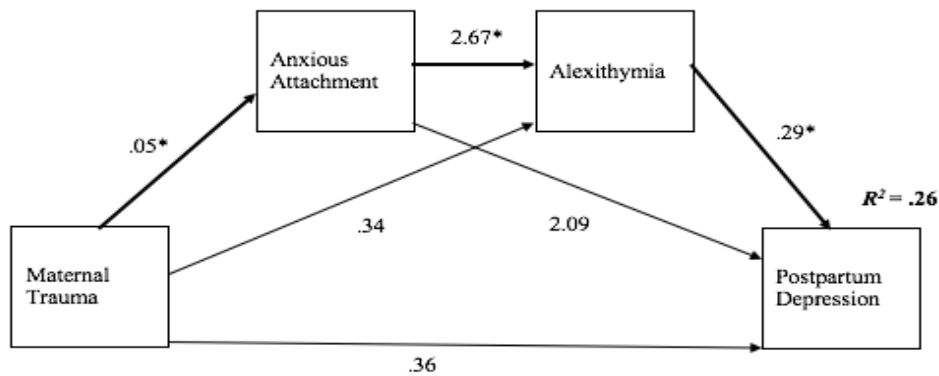 2.67*
Anxious
Attachment
Alexithymia
.05*
.29*
R² = .26
.34
2.09
Maternal
Trauma
Postpartum
Depression
.36